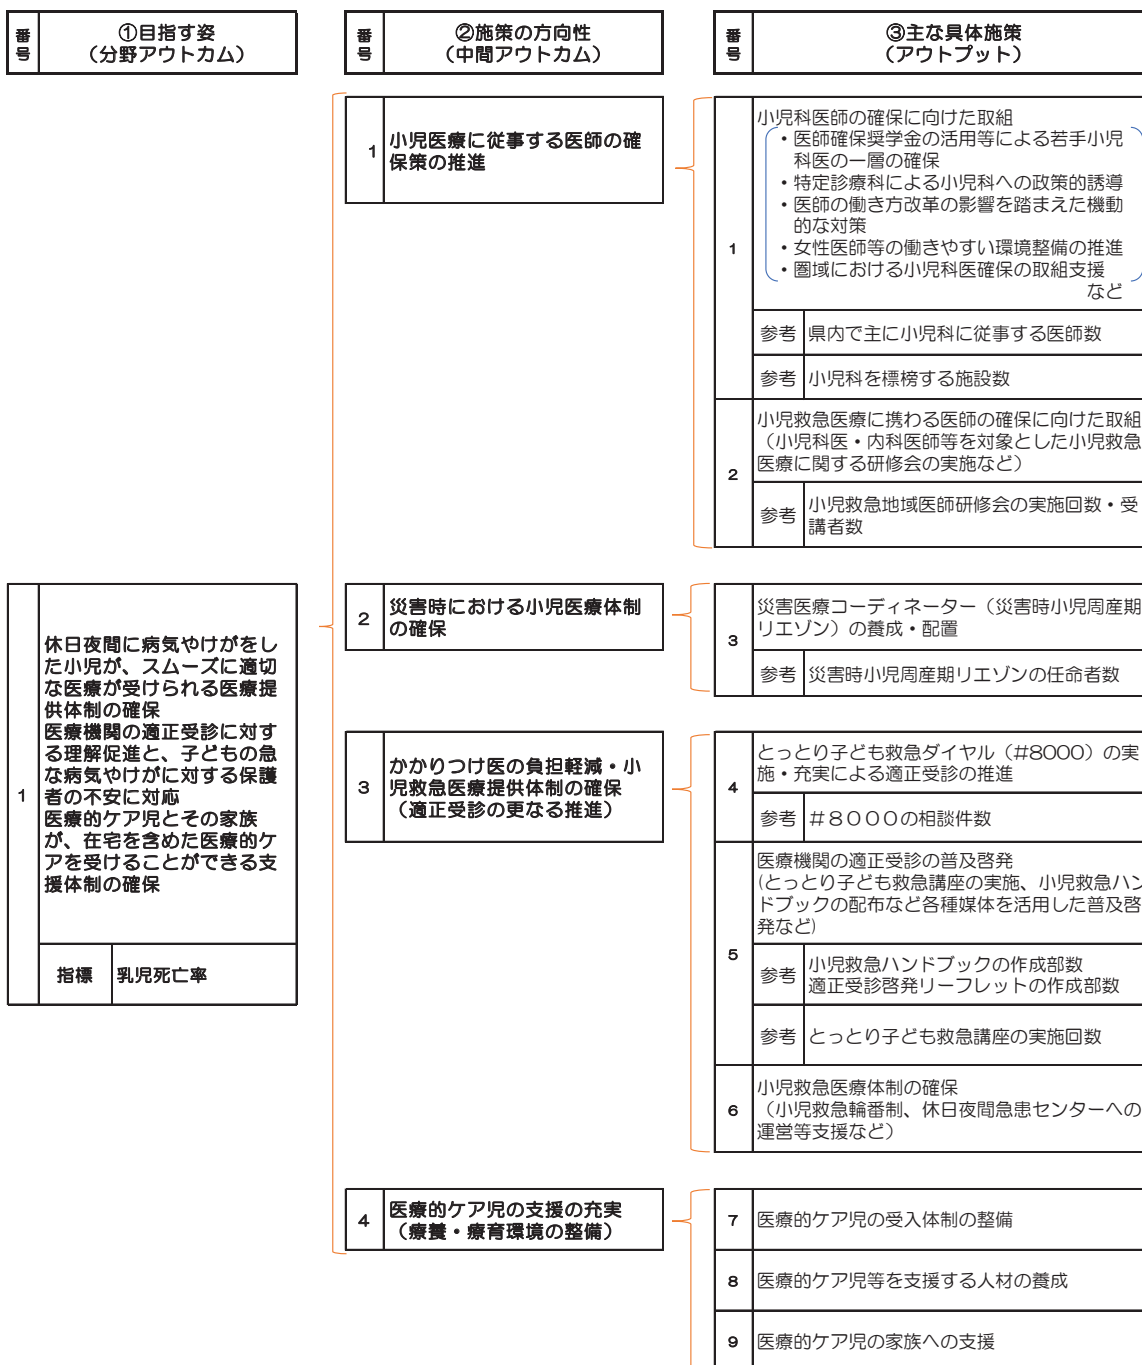 番号
①目指す姿
（分野アウトカム）
番号
②施策の方向性
（中間アウトカム）
番号
③主な具体施策
（アウトプット）
1
小児医療に従事する医師の確
保策の推進
1
小児科医師の確保に向けた取組
・医師確保奨学金の活用等による若手小児
科医の一層の確保
・特定診療科による小児科への政策的誘導
・医師の働き方改革の影響を踏まえた機動
的な対策
・女性医師等の働きやすい環境整備の推進
・圏域における小児科医確保の取組支援
など
参考 県内で主に小児科に従事する医師数
参考 小児科を標榜する施設数
2
小児救急医療に携わる医師の確保に向けた取組
（小児科医・内科医師等を対象とした小児救急
医療に関する研修会の実施など）
参考 小児救急地域医師研修会の実施回数・受
講者数
1
休日夜間に病気やけがをし
た小児が、スムーズに適切
な医療が受けられる医療提
供体制の確保
医療機関の適正受診に対す
る理解促進と、子どもの急
な病気やけがに対する保護
者の不安に対応
医療的ケア児とその家族
が、在宅を含めた医療的ケ
アを受けることができる支
援体制の確保
指標 乳児死亡率
2
災害時における小児医療体制
の確保
3
災害医療コーディネーター（災害時小児周産期
リエゾン）の養成・配置
参考 災害時小児周産期リエゾンの任命者数
3
かかりつけ医の負担軽減・小
児救急医療提供体制の確保
（適正受診の更なる推進）
4
とっとり子ども救急ダイヤル（#8000）の実
施・充実による適正受診の推進
参考 ＃８０００の相談件数
5
医療機関の適正受診の普及啓発
(とっとり子ども救急講座の実施、小児救急ハン
ドブックの配布など各種媒体を活用した普及啓
発など)
参考 小児救急ハンドブックの作成部数
適正受診啓発リーフレットの作成部数
参考 とっとり子ども救急講座の実施回数
6
小児救急医療体制の確保
（小児救急輪番制、休日夜間急患センターへの
運営等支援など）
4
医療的ケア児の支援の充実
（療養・療育環境の整備）
7 医療的ケア児の受入体制の整備
8 医療的ケア児等を支援する人材の養成
9 医療的ケア児の家族への支援